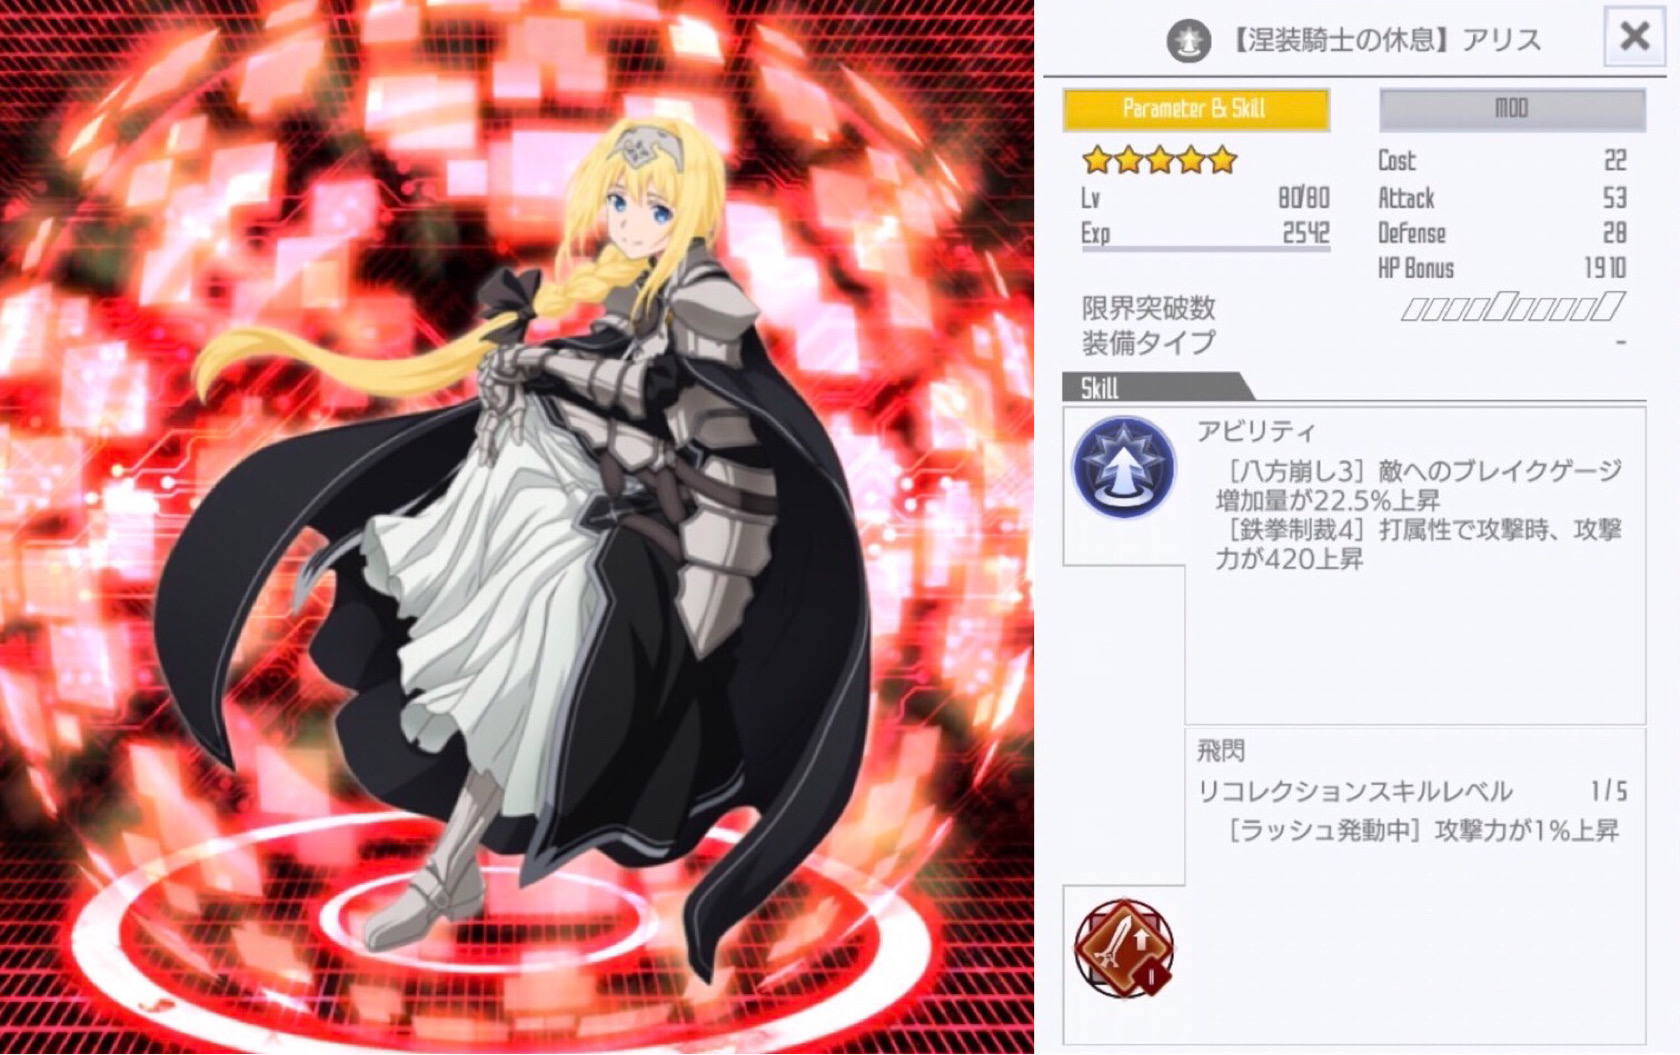 【涅装騎士の休息】アリス
Parameter & Skill
MOD
Lv 80/80
Exp 2542
Cost 22
Attack 53
Defense 28
HP Bonus 1910
限界突破数
装備タイプ -
Skill
アビリティ
［八方崩し3］敵へのブレイクゲージ
増加量が22.5%上昇
［鉄拳制裁4］打属性で攻撃時、攻撃
力が420上昇
飛閃
リコレクションスキルレベル 1/5
［ラッシュ発動中］攻撃力が1%上昇
I